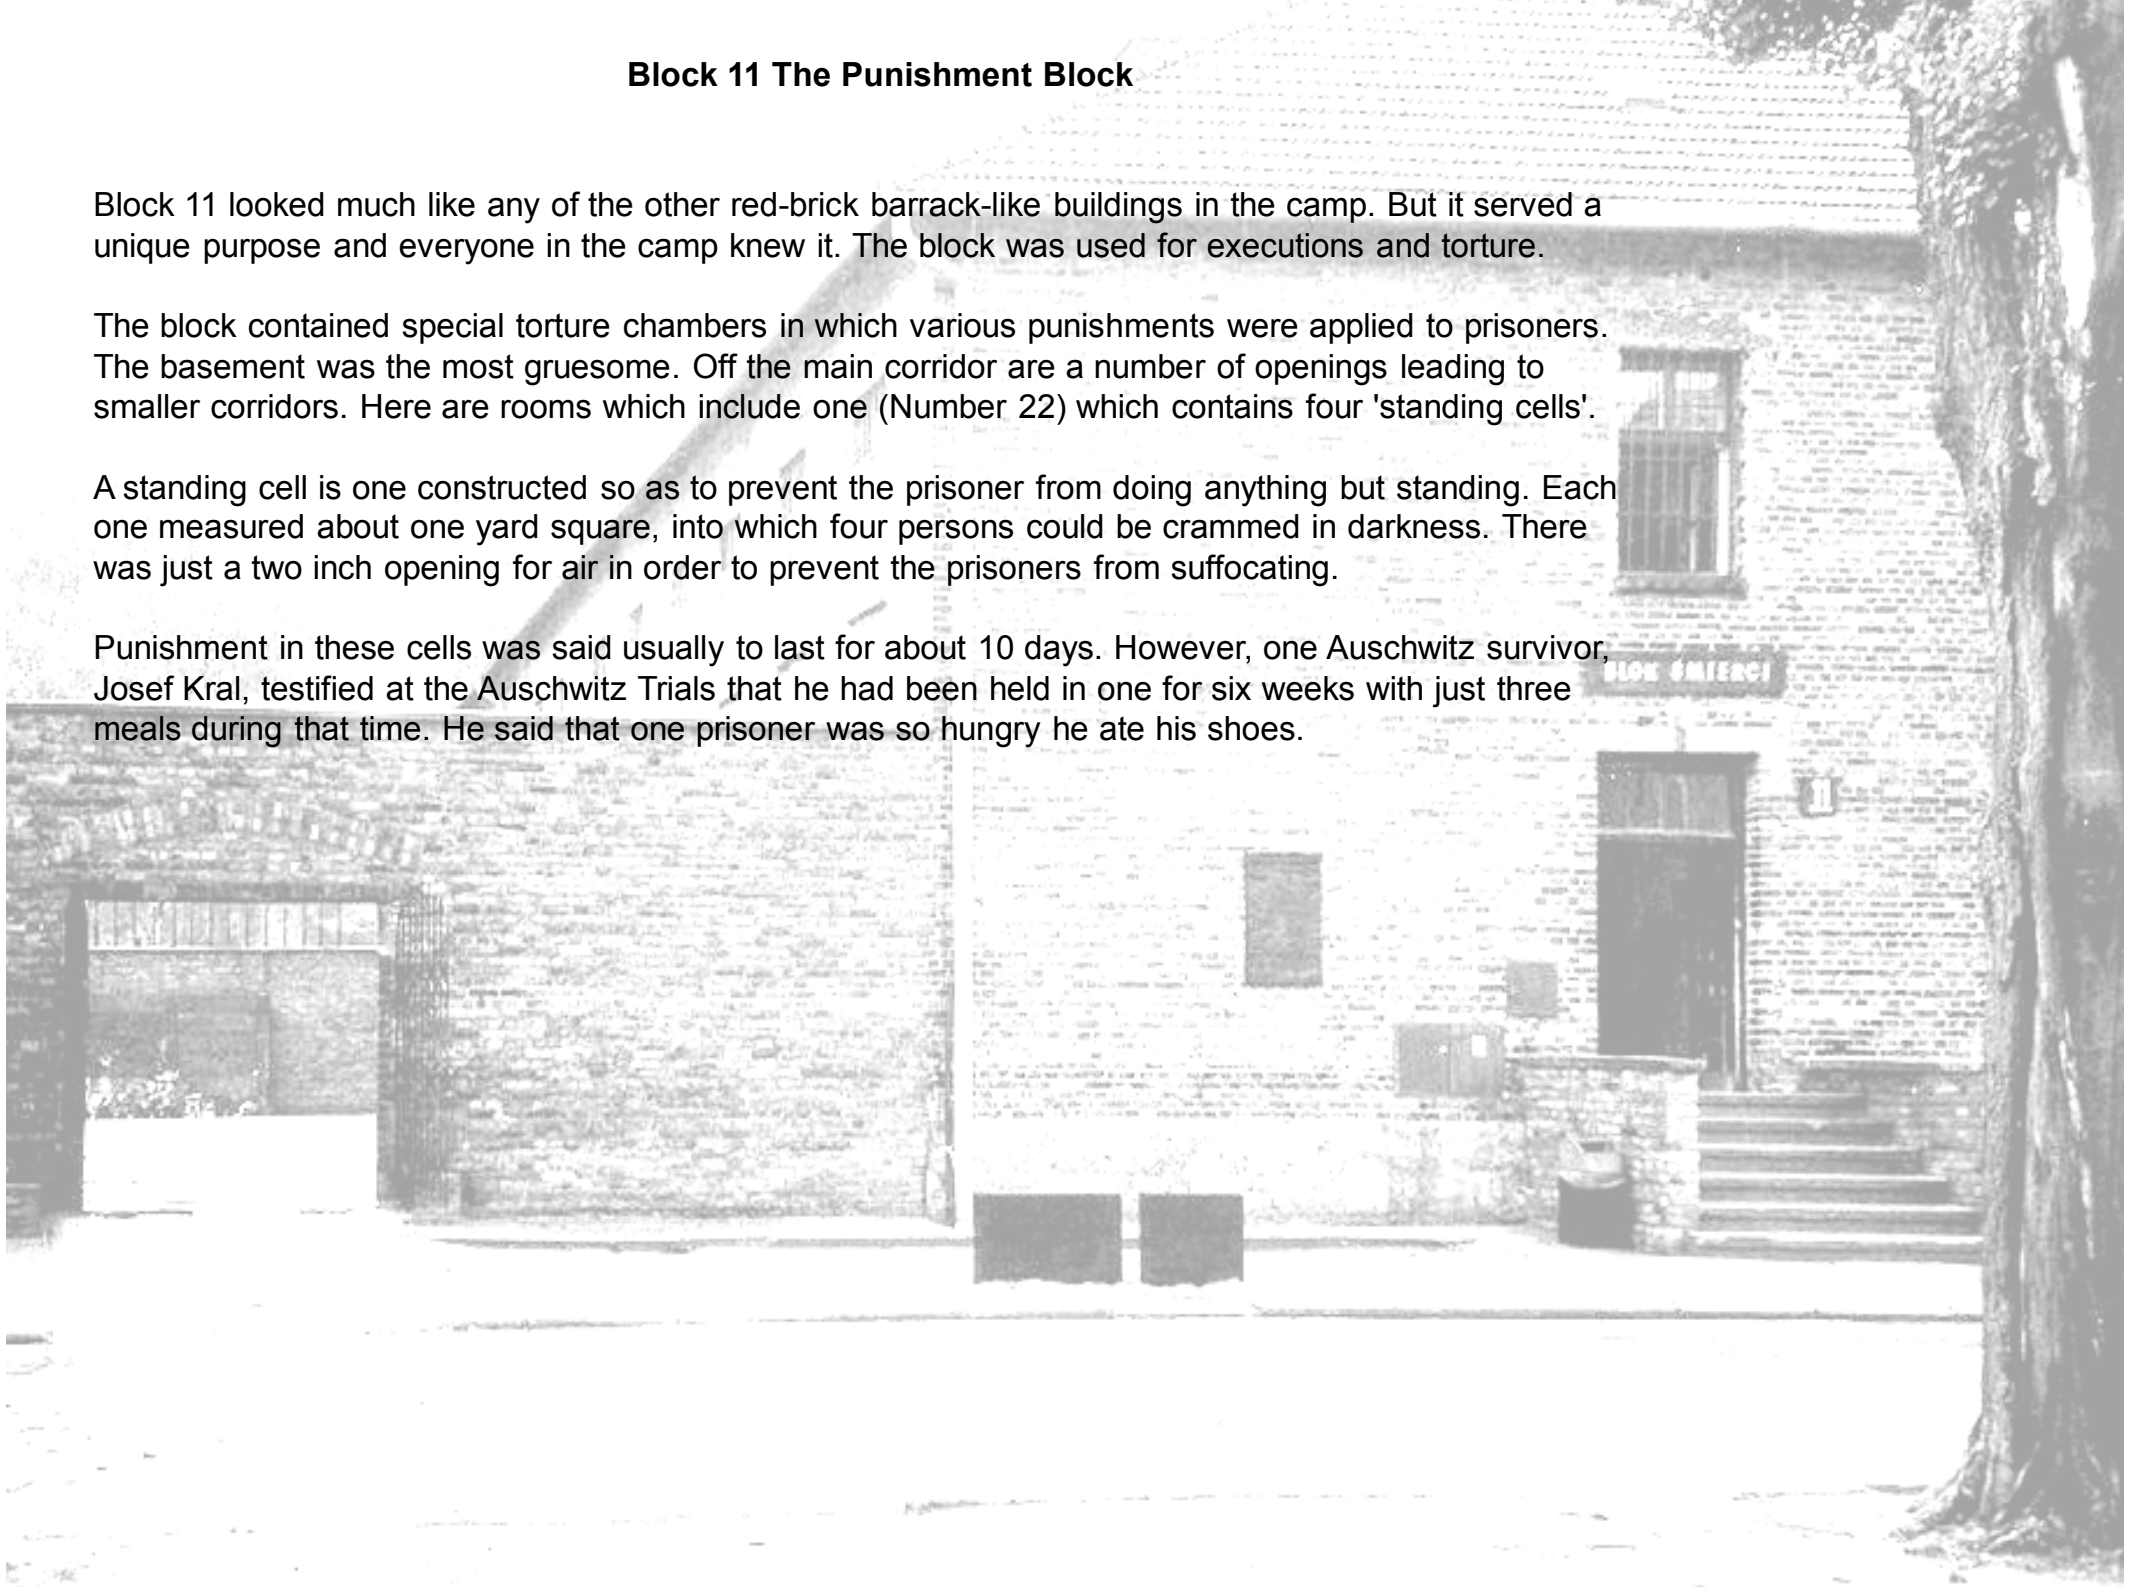 Block 11 The Punishment Block
Block 11 looked much like any of the other red-brick barrack-like buildings in the camp. But it served a
unique purpose and everyone in the camp knew it. The block was used for executions and torture.
The block contained special torture chambers in which various punishments were applied to prisoners.
The basement was the most gruesome. Off the main corridor are a number of openings leading to
smaller corridors. Here are rooms which include one (Number 22) which contains four 'standing cells'.
A standing cell is one constructed so as to prevent the prisoner from doing anything but standing. Each
one measured about one yard square, into which four persons could be crammed in darkness. There
was just a two inch opening for air in order to prevent the prisoners from suffocating.
Punishment in these cells was said usually to last for about 10 days. However, one Auschwitz survivor,
Josef Kral, testified at the Auschwitz Trials that he had been held in one for six weeks with just three
meals during that time. He said that one prisoner was so hungry he ate his shoes.
BLOK ŚMIERCI
11